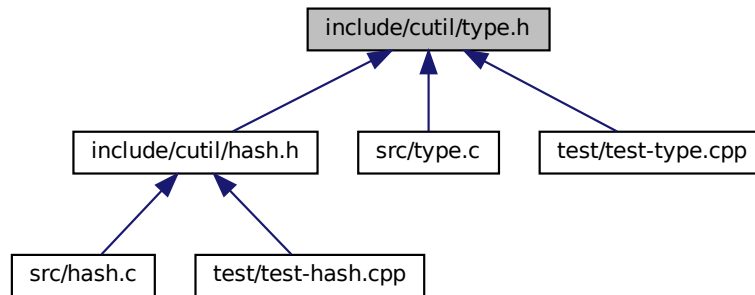 include/cutil/type.h
include/cutil/hash.h
src/type.c
test/test-type.cpp
src/hash.c
test/test-hash.cpp